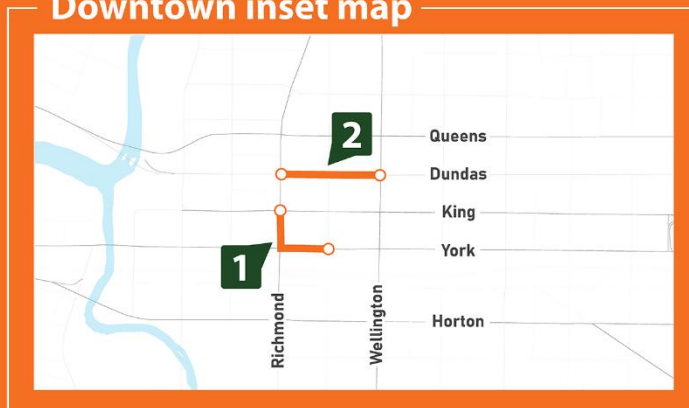 Downtown inset map
2
Queens
Dundas
King
1
York
Richmond
Wellington
Horton